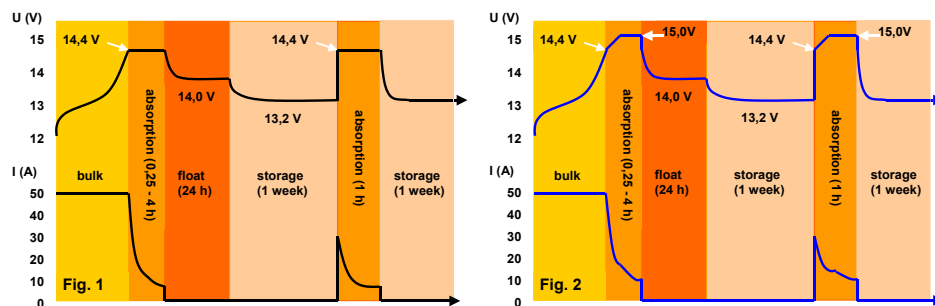 U (V)
15
14
13
12
I (A)
50
40
30
20
10
0
14,4 V
14,0 V
13,2 V
14,4 V
bulk
absorption (0,25 - 4 h)
float
(24 h)
storage
(1 week)
absorption (1 h)
storage
(1 week)
Fig. 1
U (V)
15
14
13
12
I (A)
50
40
30
20
10
0
14,4 V
15,0 V
14,0 V
13,2 V
14,4 V
15,0V
bulk
absorption (0,25 - 4 h)
float
(24 h)
storage
(1 week)
absorption (1 h)
storage
(1 week)
Fig. 2